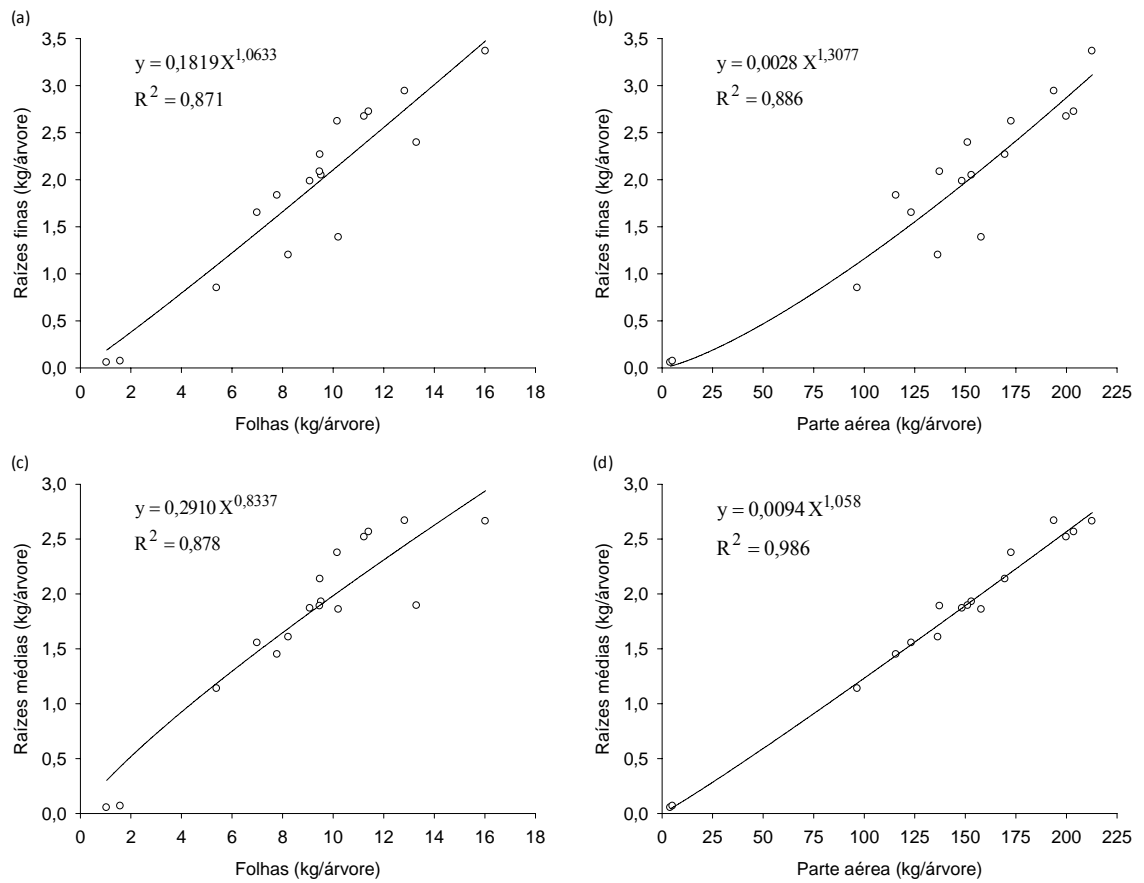 (a)
y = 0,1819X^1,0633
R^2 = 0,871
3,5
3,0
2,5
2,0
1,5
1,0
0,5
0,0
Raízes finas (kg/árvore)
0 2 4 6 8 10 12 14 16 18
Folhas (kg/árvore)
(b)
y = 0,0028 X^1,3077
R^2 = 0,886
3,5
3,0
2,5
2,0
1,5
1,0
0,5
0,0
Raízes finas (kg/árvore)
0 25 50 75 100 125 150 175 200 225
Parte aérea (kg/árvore)
(c)
y = 0,2910 X^0,8337
R^2 = 0,878
3,0
2,5
2,0
1,5
1,0
0,5
0,0
Raízes médias (kg/árvore)
0 2 4 6 8 10 12 14 16 18
Folhas (kg/árvore)
(d)
y = 0,0094 X^1,058
R^2 = 0,986
3,0
2,5
2,0
1,5
1,0
0,5
0,0
Raízes médias (kg/árvore)
0 25 50 75 100 125 150 175 200 225
Parte aérea (kg/árvore)